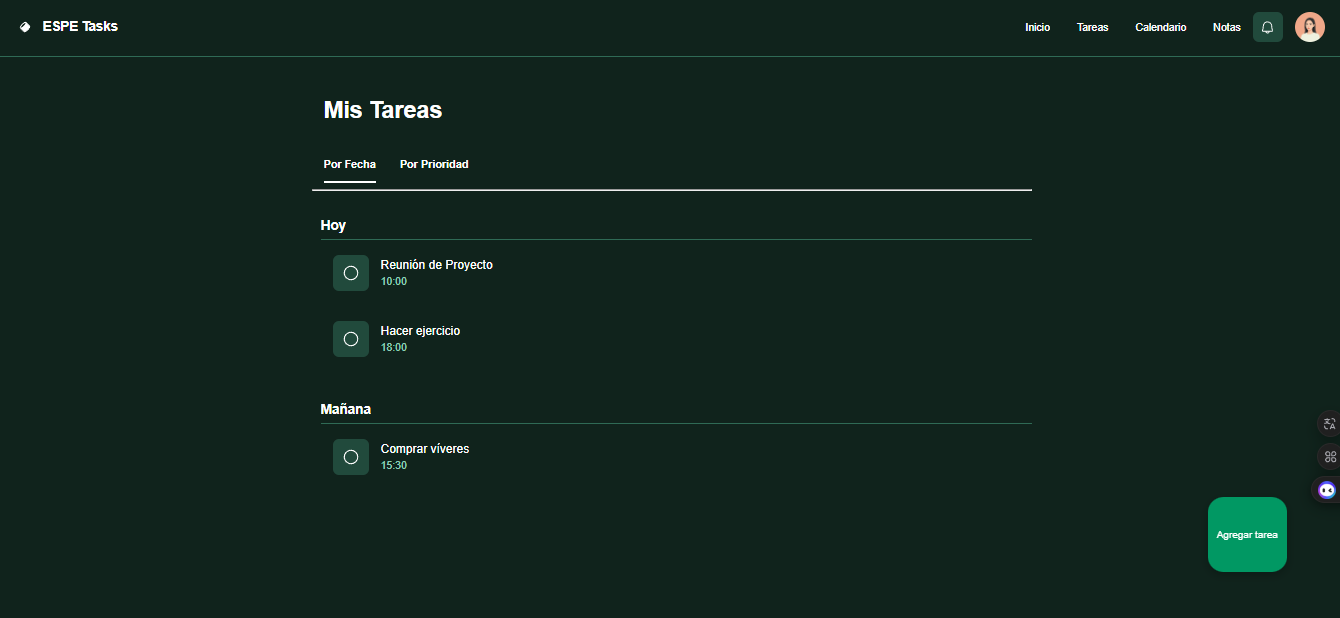 ESPE Tasks
Inicio Tareas Calendario Notas
Mis Tareas
Por Fecha Por Prioridad
Hoy
Reunión de Proyecto
10:00
Hacer ejercicio
18:00
Mañana
Comprar víveres
15:30
Agregar tarea